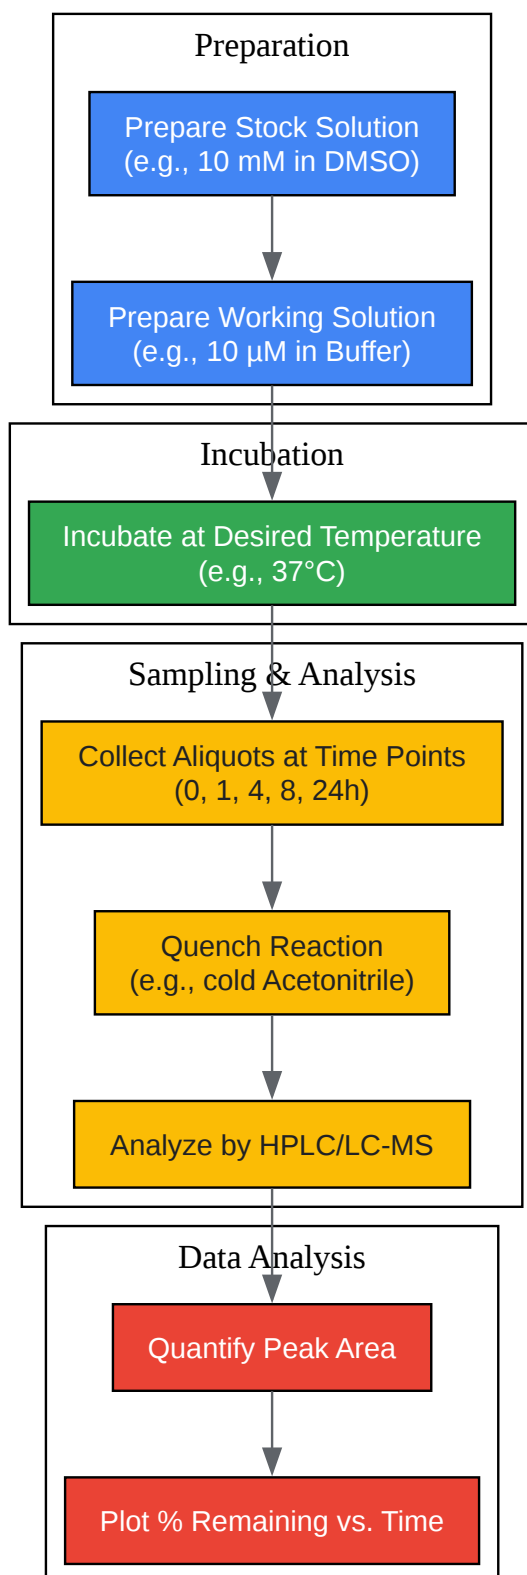 Preparation
Prepare Stock Solution
(e.g., 10 mM in DMSO)
Prepare Working Solution
(e.g., 10 µM in Buffer)
Incubation
Incubate at Desired Temperature
(e.g., 37°C)
Sampling & Analysis
Collect Aliquots at Time Points
(0, 1, 4, 8, 24h)
Quench Reaction
(e.g., cold Acetonitrile)
Analyze by HPLC/LC-MS
Data Analysis
Quantify Peak Area
Plot % Remaining vs. Time